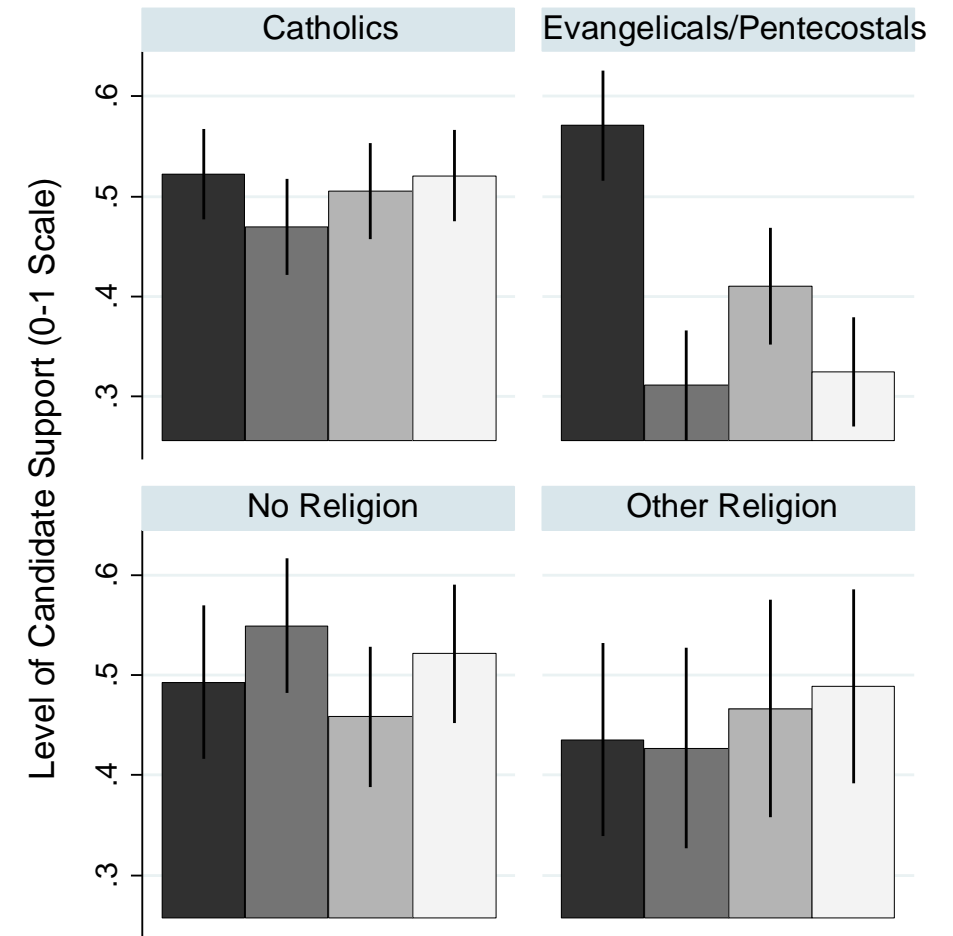 Catholics
Evangelicals/Pentecostals
Level of Candidate Support (0-1 Scale)
.6
.5
.4
.3
No Religion
Other Religion
.6
.5
.4
.3